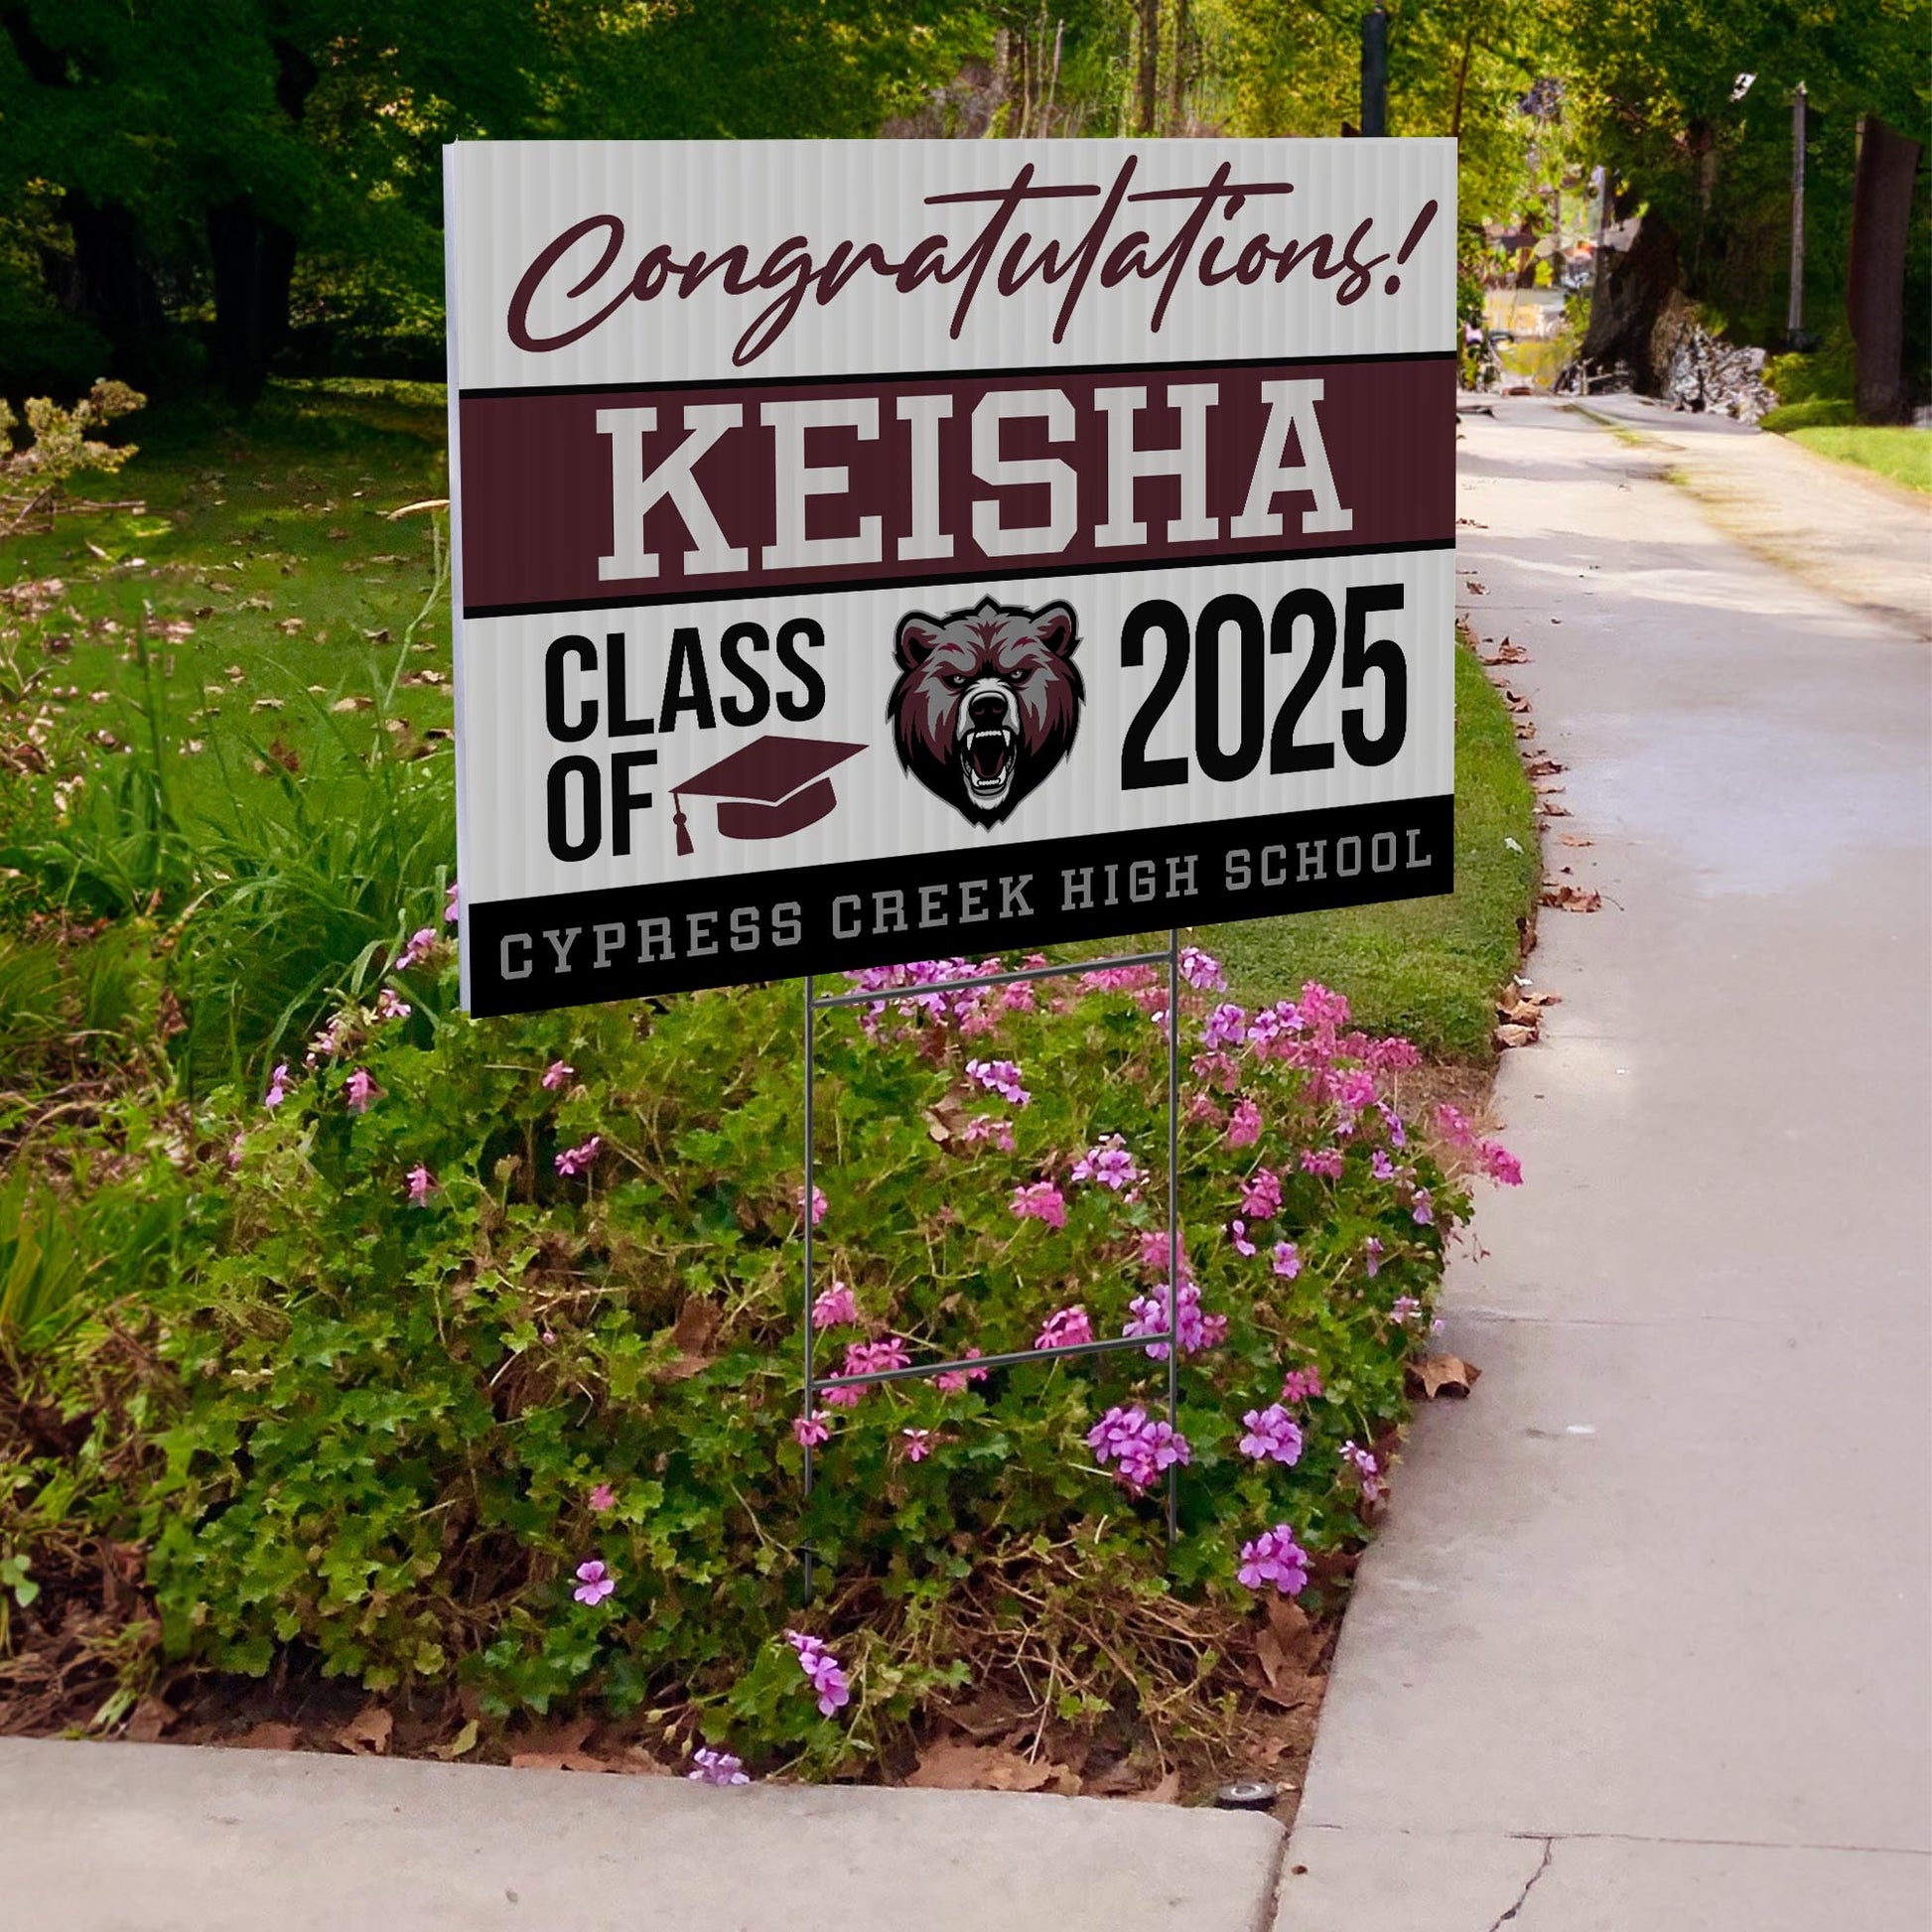 Congratulations!
KEISHA
CLASS
OF
2025
CYPRESS CREEK HIGH SCHOOL